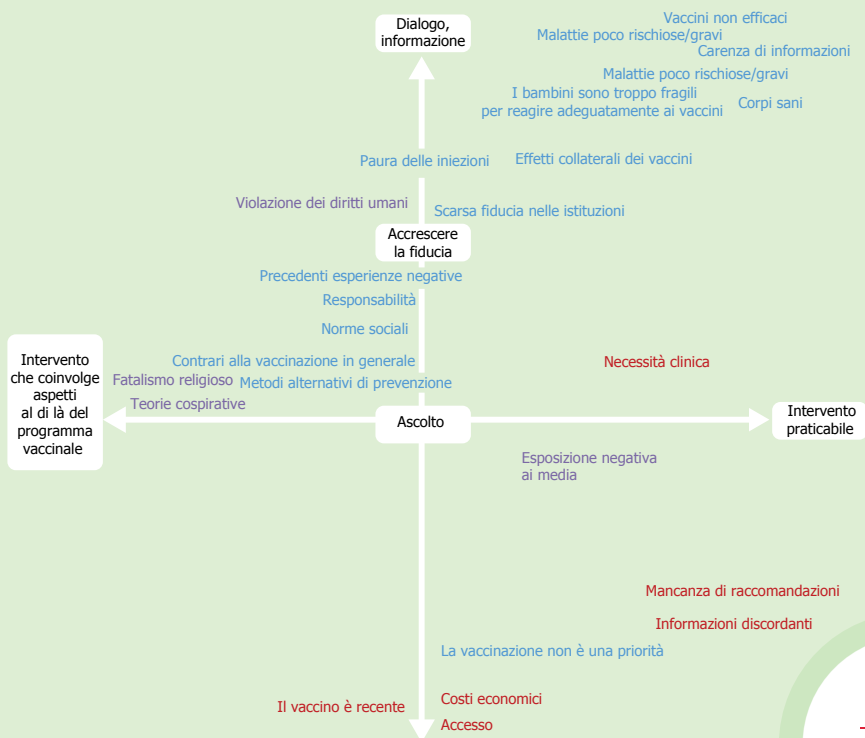 Vaccini non efficaci
Dialogo,
informazione
Malattie poco rischiose/gravi
Carenza di informazioni
Malattie poco rischiose/gravi
I bambini sono troppo fragili
per reagire adeguatamente ai vaccini
Corpi sani
Paura delle iniezioni
Effetti collaterali dei vaccini
Violazione dei diritti umani
Scarsa fiducia nelle istituzioni
Accrescere
la fiducia
Precedenti esperienze negative
Responsabilità
Norme sociali
Contrari alla vaccinazione in generale
Necessità clinica
Intervento
che coinvolge
aspetti
al di là del
programma
vaccinale
Fatalismo religioso
Metodi alternativi di prevenzione
Teorie cospirative
Ascolto
Intervento
praticabile
Esposizione negativa
ai media
Mancanza di raccomandazioni
Informazioni discordanti
La vaccinazione non è una priorità
Il vaccino è recente
Costi economici
Accesso